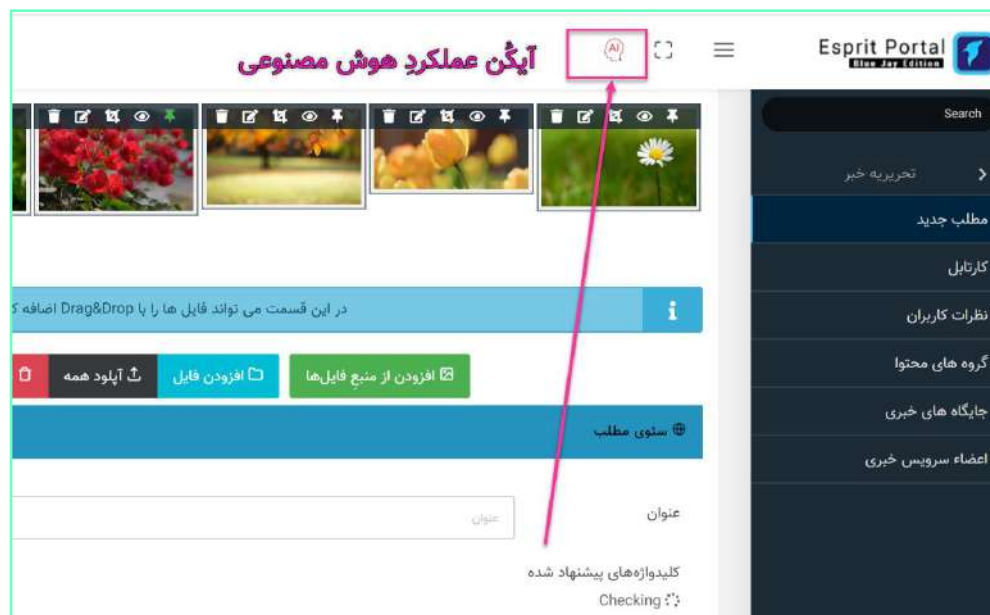 Esprit Portal
Blue Jay Edition
AI
آیکُن عملکردِ هوش مصنوعی
Search
تحریریه خبر
مطلب جدید
کارتابل
نظرات کاربران
گروه های محتوا
جایگاه های خبری
اعضاء سرویس خبری
در این قسمت می تواند فایل ها را با Drag&Drop اضافه
افزودن از منبع فایل‌ها
افزودن فایل
آپلود همه
سئوی مطلب
عنوان
عنوان
کلیدواژه‌های پیشنهاد شده
Checking